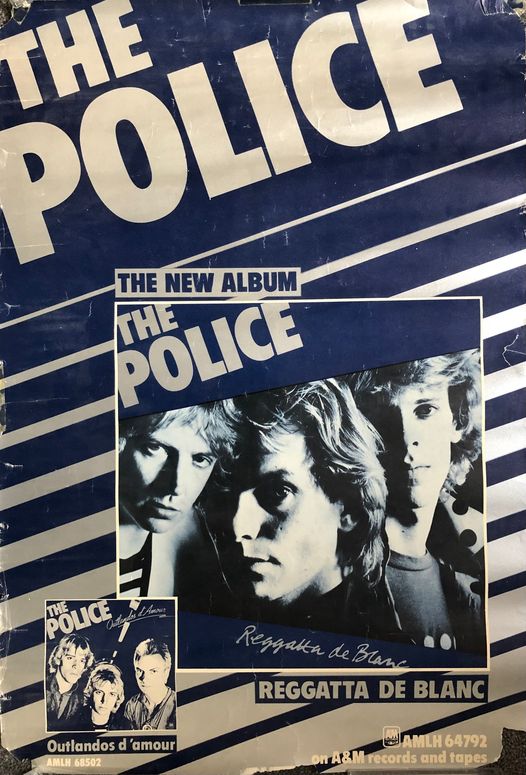 THE
POLICE
THE NEW ALBUM
THE
POLICE
Reggatta de Blanc
REGGATTA DE BLANC
THE
POLICE
Outlandos d'Amour
Outlandos d'amour
AMLH 68502
A&M
AMLH 64792
on A&M records and tapes